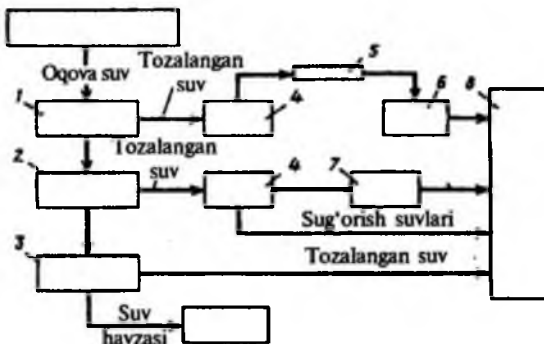 Oqova suv
Tozalangan
suv
5
1
4
6
8
Tozalangan
suv
2
4
7
Sug'orish suvlari
3
Tozalangan suv
Suv
havzasi